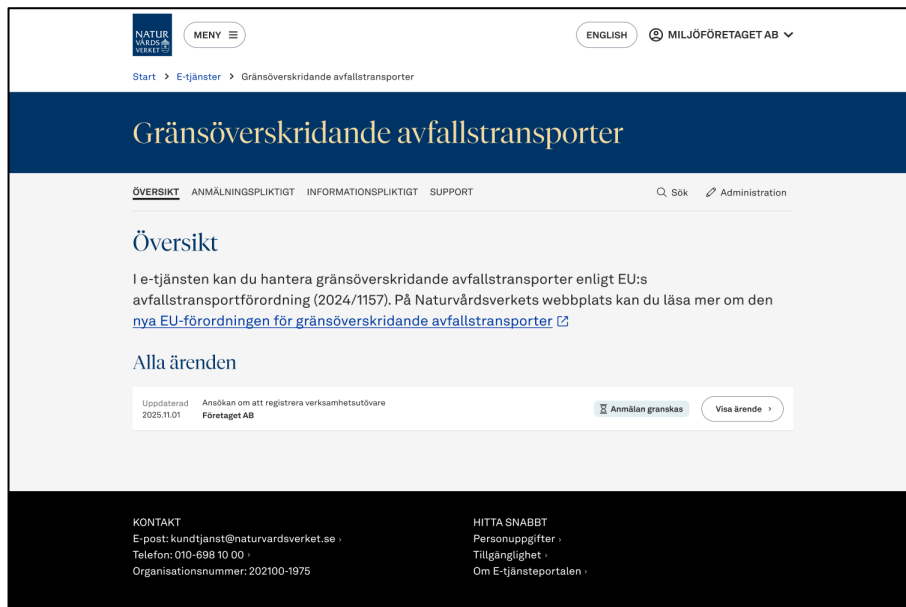 NATUR
VÅRDS
VERKET
MENY
ENGLISH
MILJÖFÖRETAGET AB
Start > E-tjänster > Gränsöverskridande avfallstransporter
Gränsöverskridande avfallstransporter
ÖVERSIKT ANMÄLNINGSPLIKTIGT INFORMATIONSPLIKTIGT SUPPORT Sök Administration
Översikt
I e-tjänsten kan du hantera gränsöverskridande avfallstransporter enligt EU:s
avfallstransportförordning (2024/1157). På Naturvårdsverkets webbplats kan du läsa mer om den
nya EU-förordningen för gränsöverskridande avfallstransporter
Alla ärenden
Uppdaterad
2025.11.01
Ansökan om att registrera verksamhetsutövare
Företaget AB
Anmälan granskas
Visa ärende ›
KONTAKT
E-post: kundtjanst@naturvardsverket.se ›
Telefon: 010-698 10 00 ›
Organisationsnummer: 202100-1975
HITTA SNABBT
Personuppgifter ›
Tillgänglighet ›
Om E-tjänsteportalen ›